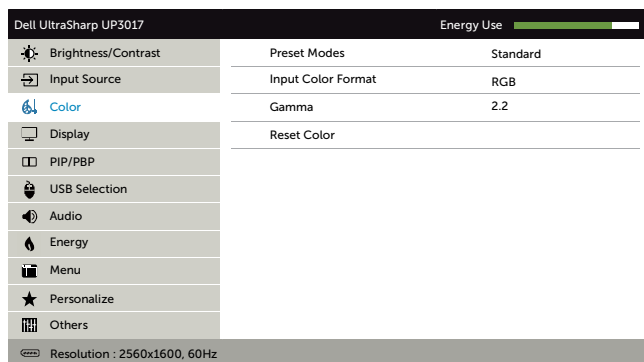 Dell UltraSharp UP3017 Energy Use
Brightness/Contrast Preset Modes Standard
Input Source Input Color Format RGB
Color Gamma 2.2
Display Reset Color
PIP/PBP
USB Selection
Audio
Energy
Menu
Personalize
Others
Resolution : 2560x1600, 60Hz